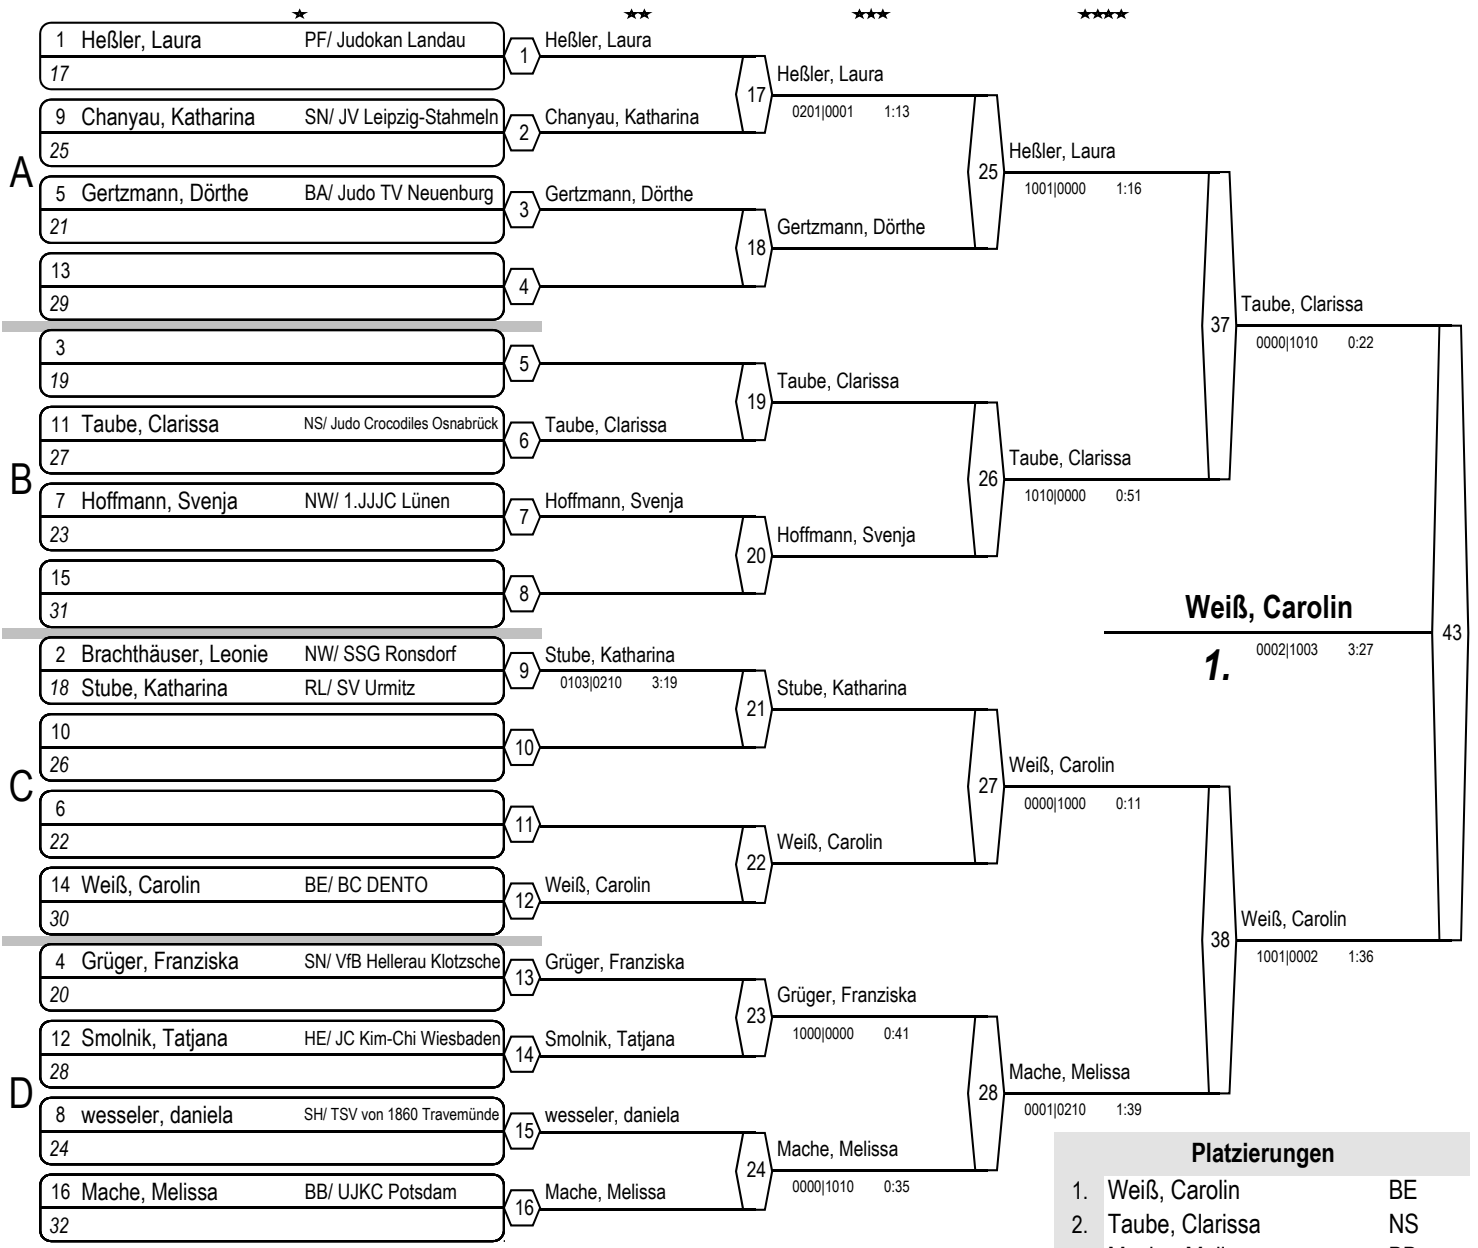 ★ ★★ ★★★ ★★★★
A
1 Heßler, Laura PF/ Judokan Landau
17
1
9 Chanyau, Katharina SN/ JV Leipzig-Stahmeln
25
2
5 Gertzmann, Dörthe BA/ Judo TV Neuenburg
21
3
13
29
4
B
3
19
5
11 Taube, Clarissa NS/ Judo Crocodiles Osnabrück
27
6
7 Hoffmann, Svenja NW/ 1.JJJC Lünen
23
7
15
31
8
C
2 Brachthäuser, Leonie NW/ SSG Ronsdorf
18 Stube, Katharina RL/ SV Urmitz
9
10
26
10
6
22
11
14 Weiß, Carolin BE/ BC DENTO
30
12
D
4 Grüger, Franziska SN/ VfB Hellerau Klotzsche
20
13
12 Smolnik, Tatjana HE/ JC Kim-Chi Wiesbaden
28
14
8 wesseler, daniela SH/ TSV von 1860 Travemünde
24
15
16 Mache, Melissa BB/ UJKC Potsdam
32
16
Heßler, Laura
Chanyau, Katharina
17
Gertzmann, Dörthe
18
Taube, Clarissa
19
Hoffmann, Svenja
20
Stube, Katharina
0103|0210 3:19
21
Weiß, Carolin
22
Grüger, Franziska
Smolnik, Tatjana
23
wesseler, daniela
Mache, Melissa
24
Heßler, Laura
0201|0001 1:13
Gertzmann, Dörthe
25
Taube, Clarissa
Hoffmann, Svenja
26
Stube, Katharina
Weiß, Carolin
27
Grüger, Franziska
1000|0000 0:41
Mache, Melissa
0000|1010 0:35
28
Heßler, Laura
1001|0000 1:16
Taube, Clarissa
1010|0000 0:51
37
Weiß, Carolin
0000|1000 0:11
Mache, Melissa
0001|0210 1:39
38
Taube, Clarissa
0000|1010 0:22
Weiß, Carolin
1001|0002 1:36
43
Weiß, Carolin
1. 0002|1003 3:27
Platzierungen
1. Weiß, Carolin BE
2. Taube, Clarissa NS